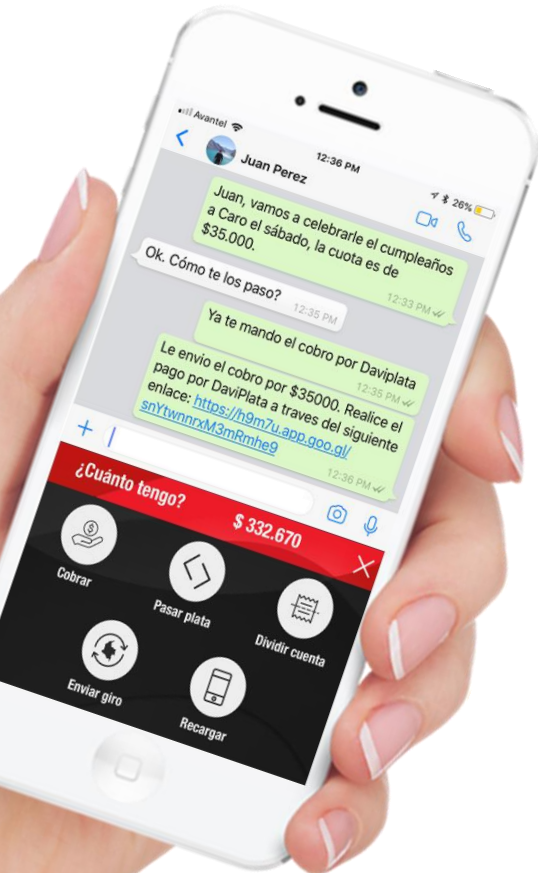 Avantel
12:36 PM
26%
Juan Perez
Juan, vamos a celebrarle el cumpleaños
a Caro el sábado, la cuota es de
$35.000.
12:33 PM
Ok. Cómo te los paso?
12:35 PM
Ya te mando el cobro por Daviplata
12:35 PM
Le envio el cobro por $35000. Realice el
pago por DaviPlata a traves del siguiente
enlace: https://h9m7u.app.goo.gl/
snYtwnnrxM3mRmhe9
12:36 PM
¿Cuánto tengo?
$ 332.670
Cobrar
Pasar plata
Dividir cuenta
Enviar giro
Recargar